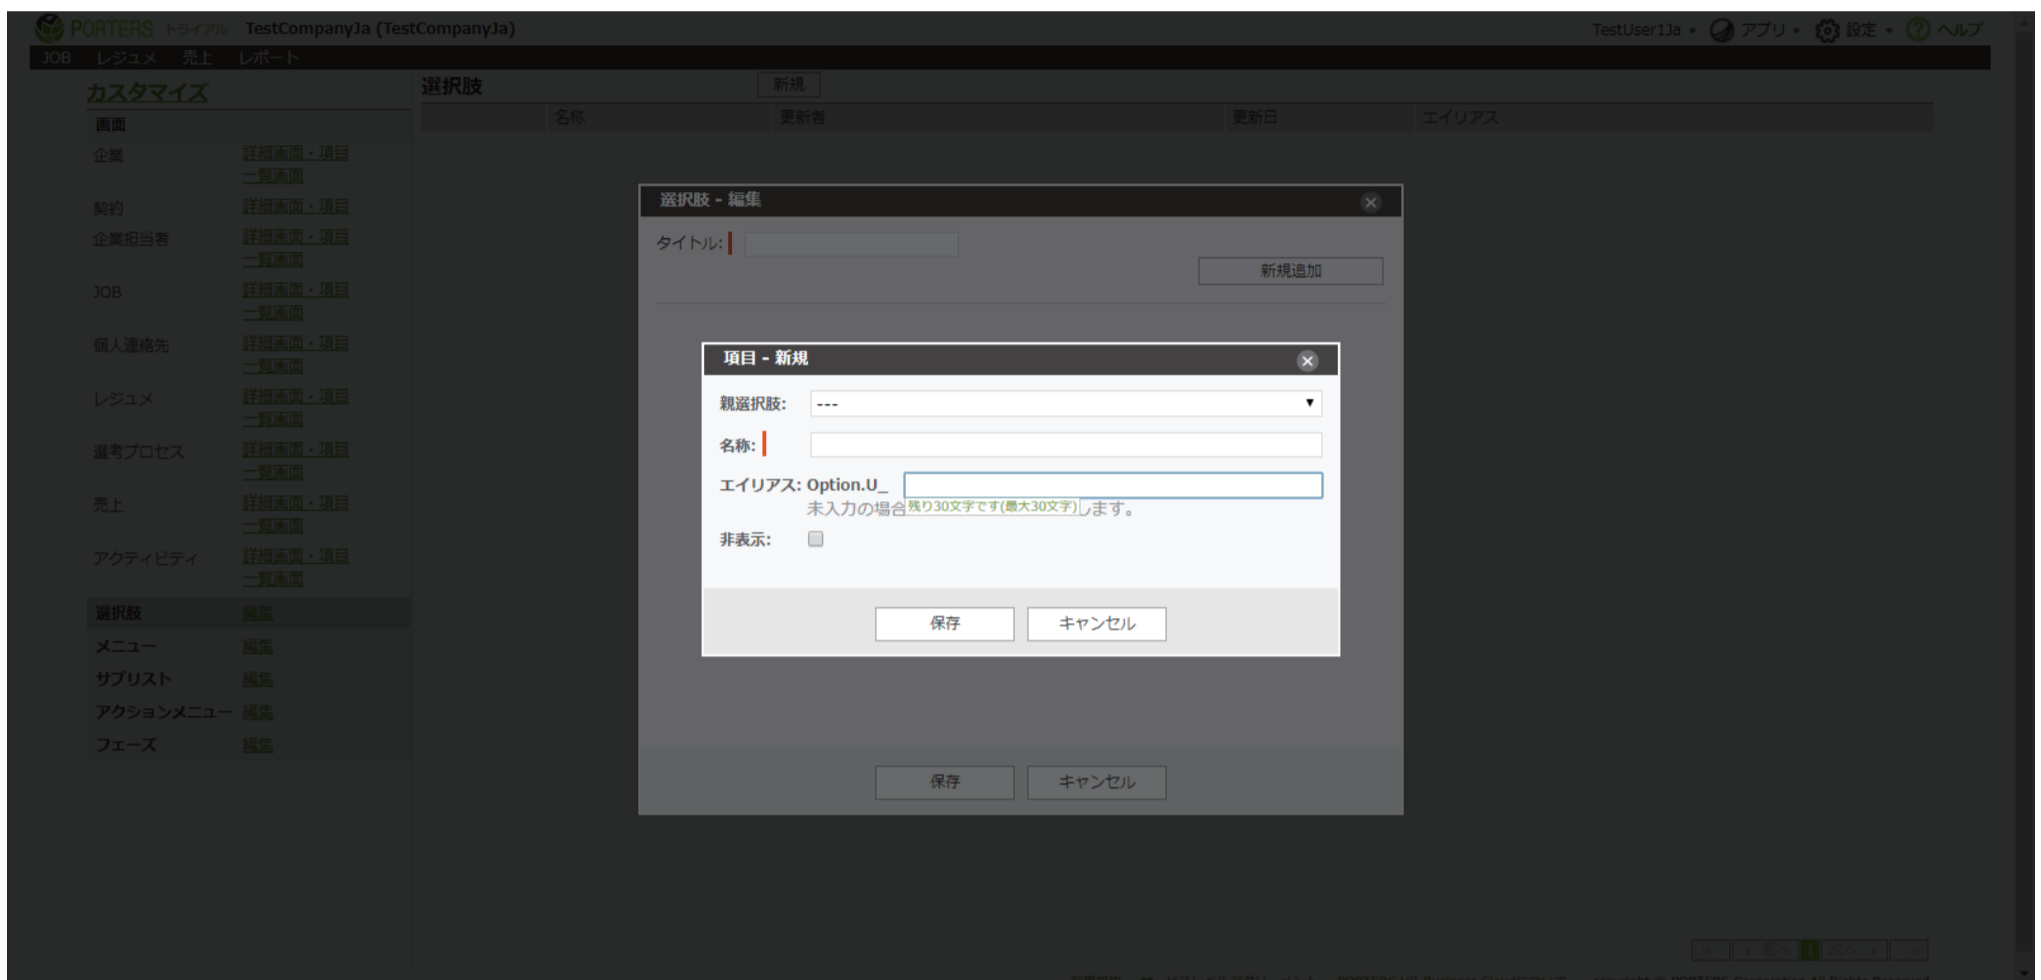 PORTERS トライアル TestCompanyJa (TestCompanyJa)
TestUser1Ja アプリ 設定 ヘルプ
JOB レジュメ 売上 レポート
カスタマイズ
画面
企業 詳細画面・項目
一覧画面
契約 詳細画面・項目
企業担当者 詳細画面・項目
一覧画面
JOB 詳細画面・項目
一覧画面
個人連絡先 詳細画面・項目
一覧画面
レジュメ 詳細画面・項目
一覧画面
選考プロセス 詳細画面・項目
一覧画面
売上 詳細画面・項目
一覧画面
アクティビティ 詳細画面・項目
一覧画面
選択肢 編集
メニュー 編集
サブリスト 編集
アクションメニュー 編集
フェーズ 編集
選択肢 新規
名称 更新者 更新日 エイリアス
選択肢 - 編集
タイトル:
新規追加
項目 - 新規
親選択肢: ---
名称:
エイリアス: Option.U_
未入力の場合 残り30文字です(最大30文字) します。
非表示:
保存 キャンセル
保存 キャンセル
前へ 1 次へ